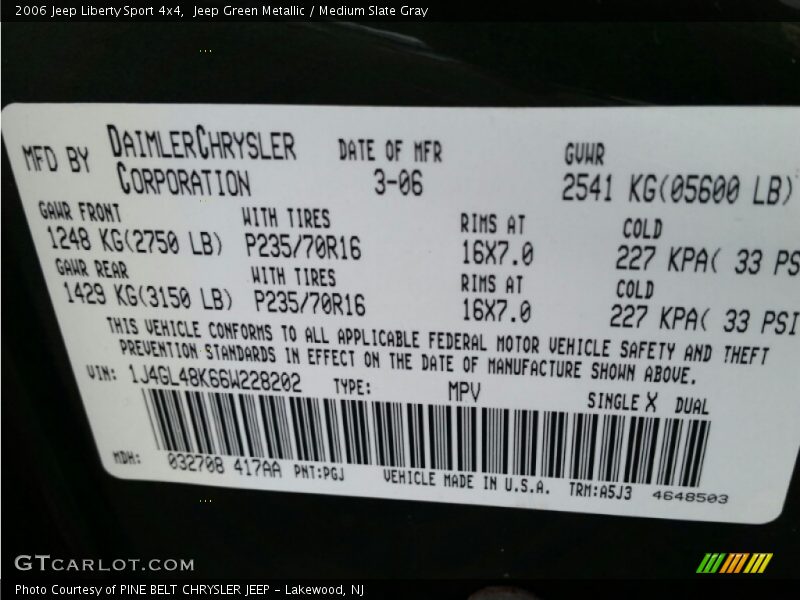 2006 Jeep Liberty Sport 4x4,  Jeep Green Metallic / Medium Slate Gray
MFD BY DAIMLERCHRYSLER CORPORATION DATE OF MFR 3-06 GVWR 2541 KG(05600 LB)
GAWR FRONT WITH TIRES RIMS AT COLD
1248 KG(2750 LB) P235/70R16 16X7.0 227 KPA( 33 PS
GAWR REAR WITH TIRES RIMS AT COLD
1429 KG(3150 LB) P235/70R16 16X7.0 227 KPA( 33 PSI
THIS VEHICLE CONFORMS TO ALL APPLICABLE FEDERAL MOTOR VEHICLE SAFETY AND THEFT
PREVENTION STANDARDS IN EFFECT ON THE DATE OF MANUFACTURE SHOWN ABOVE.
VIN: 1J4GL48K66W228202 TYPE: MPV SINGLE X DUAL
MDH: 032708 417AA PNT:PGJ VEHICLE MADE IN U.S.A. TRM:A5J3 4648503
GTCARLOT.COM
Photo Courtesy of PINE BELT CHRYSLER JEEP - Lakewood, NJ